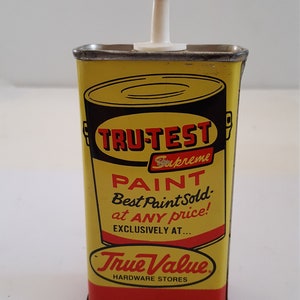 TRU-TEST
Supreme
PAINT
Best Paint Sold-
at ANY price!
EXCLUSIVELY AT...
True Value
HARDWARE STORES